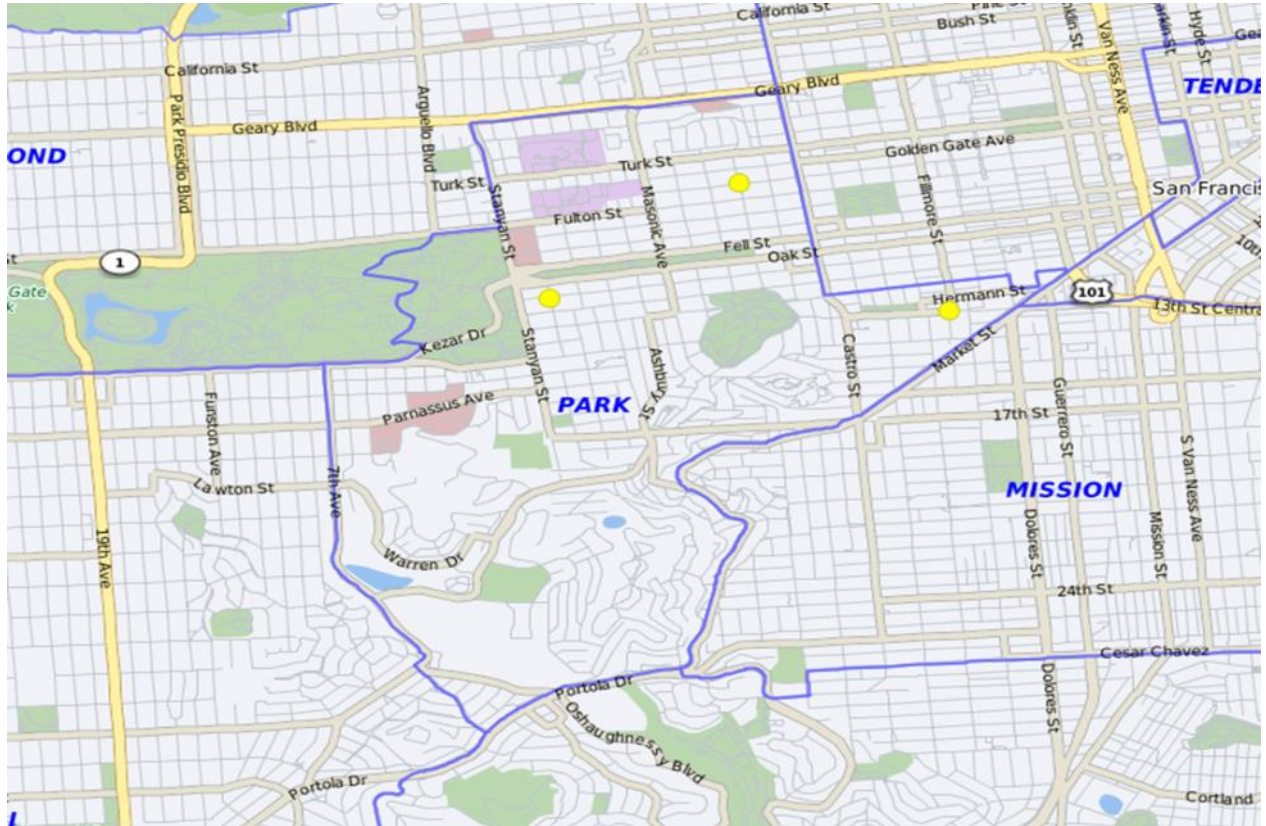 California St
Pine St
Bush St
Hyde St
Van Ness Ave
California St
Park Presidio Blvd
Arguello Blvd
Geary Blvd
Geary Blvd
TENDE
OND
Golden Gate Ave
Turk St
Turk St
Stanyan St
Masonic Ave
Fillmore St
San Francis
Fulton St
Fell St
Oak St
10th
1
Gate
Hermann St
101
13th St Centra
Kezar Dr
Stanyan St
Ashbury St
Castro St
Market St
PARK
Parnassus Ave
Funston Ave
17th St
Guerrero St
S Van Ness Ave
7th Ave
Lawton St
MISSION
19th Ave
Warren Dr
Dolores St
Mission St
24th St
Cesar Chavez
Portola Dr
Dolores St
Oshaughnessy Blvd
Portola Dr
Cortland
L